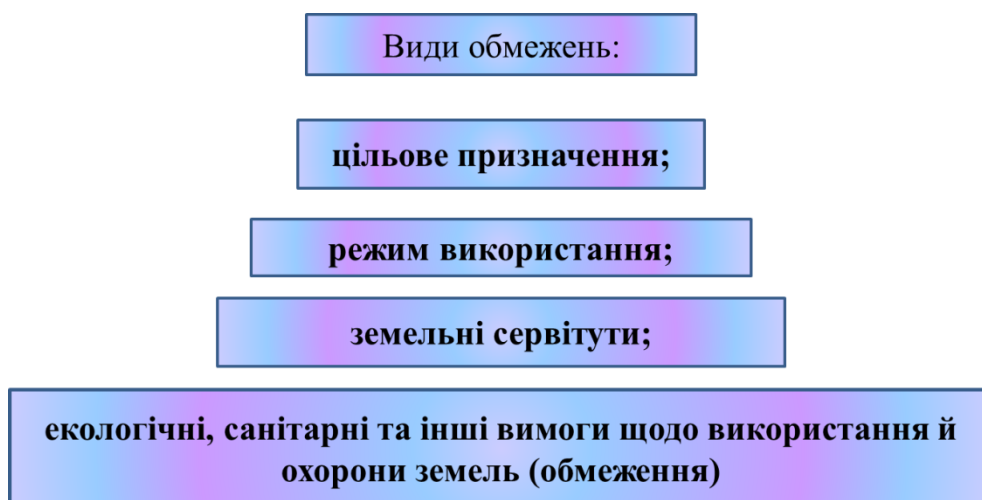 Види обмежень:
цільове призначення;
режим використання;
земельні сервітути;
екологічні, санітарні та інші вимоги щодо використання й
охорони земель (обмеження)